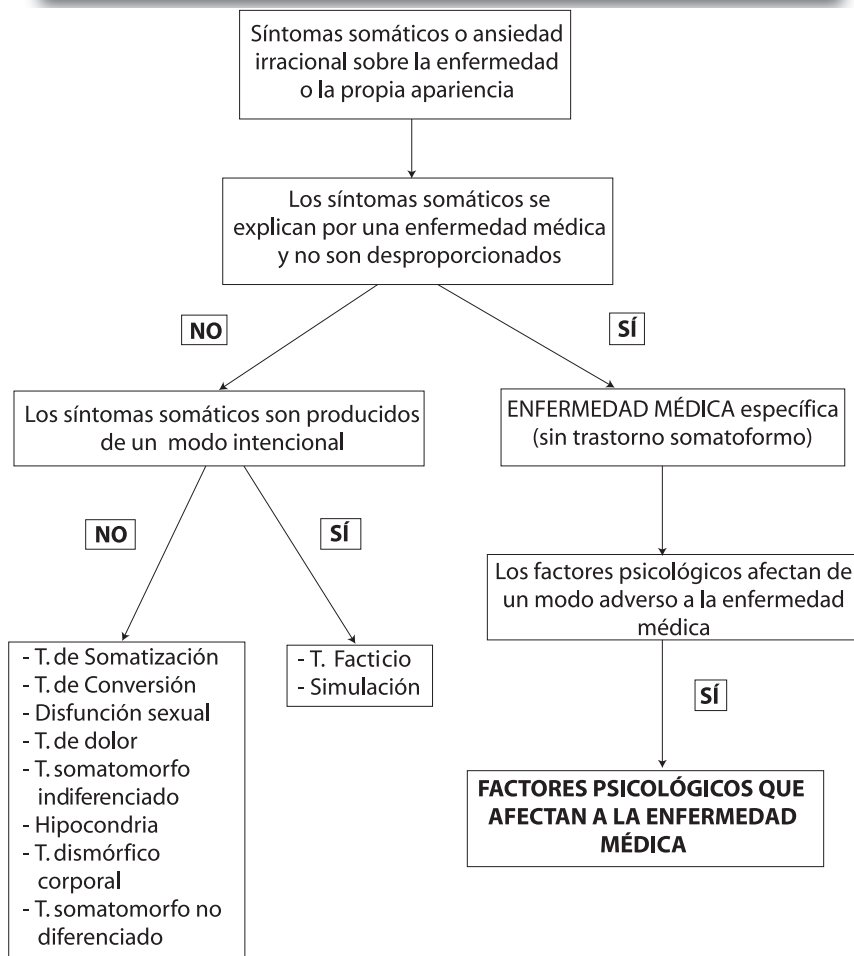 Síntomas somáticos o ansiedad
irracional sobre la enfermedad
o la propia apariencia
Los síntomas somáticos se
explican por una enfermedad médica
y no son desproporcionados
NO
SÍ
Los síntomas somáticos son producidos
de un modo intencional
ENFERMEDAD MÉDICA específica
(sin trastorno somatoformo)
NO
SÍ
Los factores psicológicos afectan de
un modo adverso a la enfermedad
médica
- T. de Somatización
- T. de Conversión
- Disfunción sexual
- T. de dolor
- T. somatomorfo
indiferenciado
- Hipocondria
- T. dismórfico
corporal
- T. somatomorfo no
diferenciado
- T. Facticio
- Simulación
SÍ
FACTORES PSICOLÓGICOS QUE
AFECTAN A LA ENFERMEDAD
MÉDICA